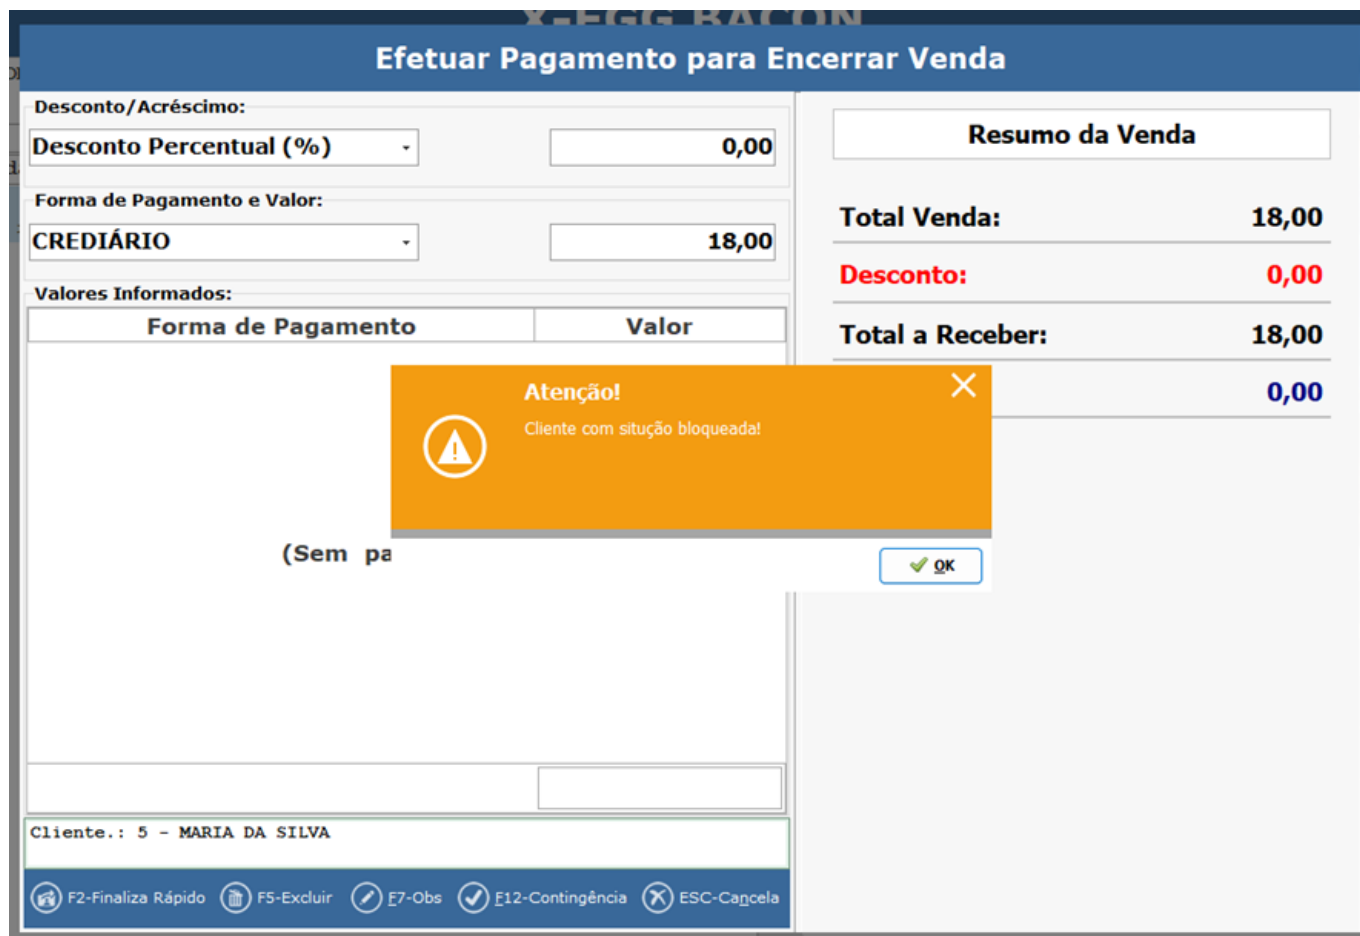 X-EGG BACON
Efetuar Pagamento para Encerrar Venda
Desconto/Acréscimo:
Desconto Percentual (%)
0,00
Forma de Pagamento e Valor:
CREDIÁRIO
18,00
Valores Informados:
Forma de Pagamento
Valor
(Sem pa
Cliente.: 5 - MARIA DA SILVA
F2-Finaliza Rápido
F5-Excluir
F7-Obs
F12-Contingência
ESC-Cancela
Resumo da Venda
Total Venda: 18,00
Desconto: 0,00
Total a Receber: 18,00
0,00
Atenção!
Cliente com situção bloqueada!
OK